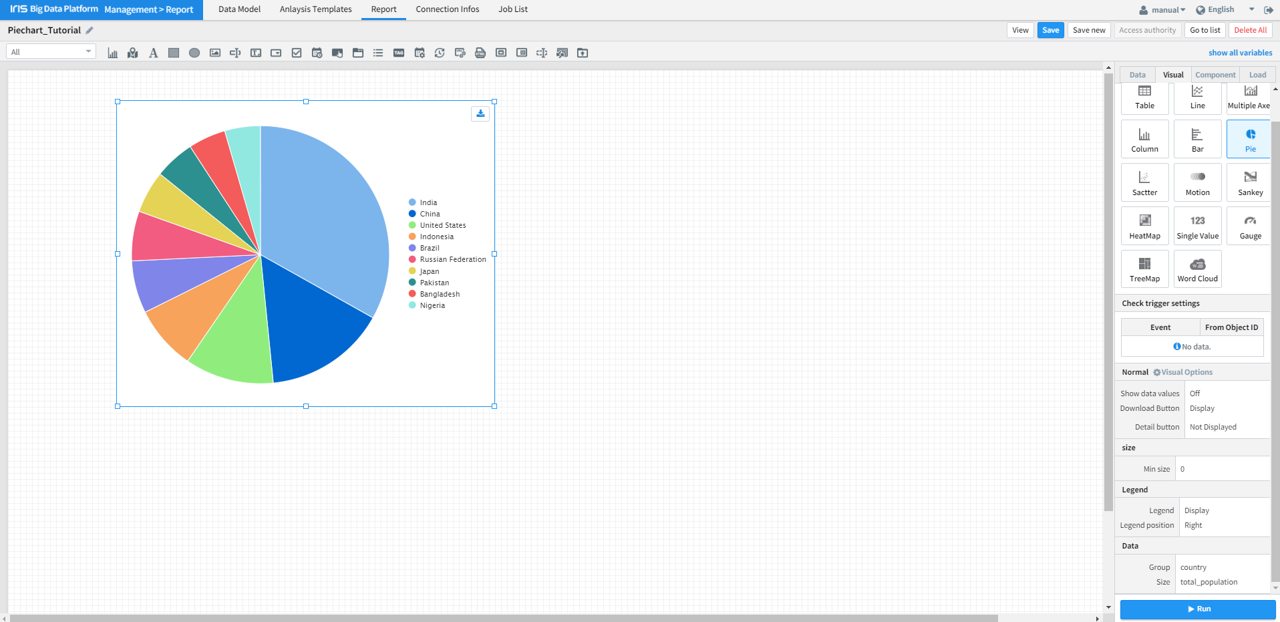 IRIS Big Data Platform Management > Report Data Model Anlaysis Templates Report Connection Infos Job List manual English
Piechart_Tutorial View Save Save new Access authority Go to list Delete All
All
show all variables
Data Visual Component Load
Table Line Multiple Axe
Column Bar Pie
Sactter Motion Sankey
HeatMap 123 Single Value Gauge
TreeMap Word Cloud
India
China
United States
Indonesia
Brazil
Russian Federation
Japan
Pakistan
Bangladesh
Nigeria
Check trigger settings
Event From Object ID
No data.
Normal Visual Options
Show data values Off
Download Button Display
Detail button Not Displayed
size
Min size 0
Legend
Legend Display
Legend position Right
Data
Group country
Size total_population
Run